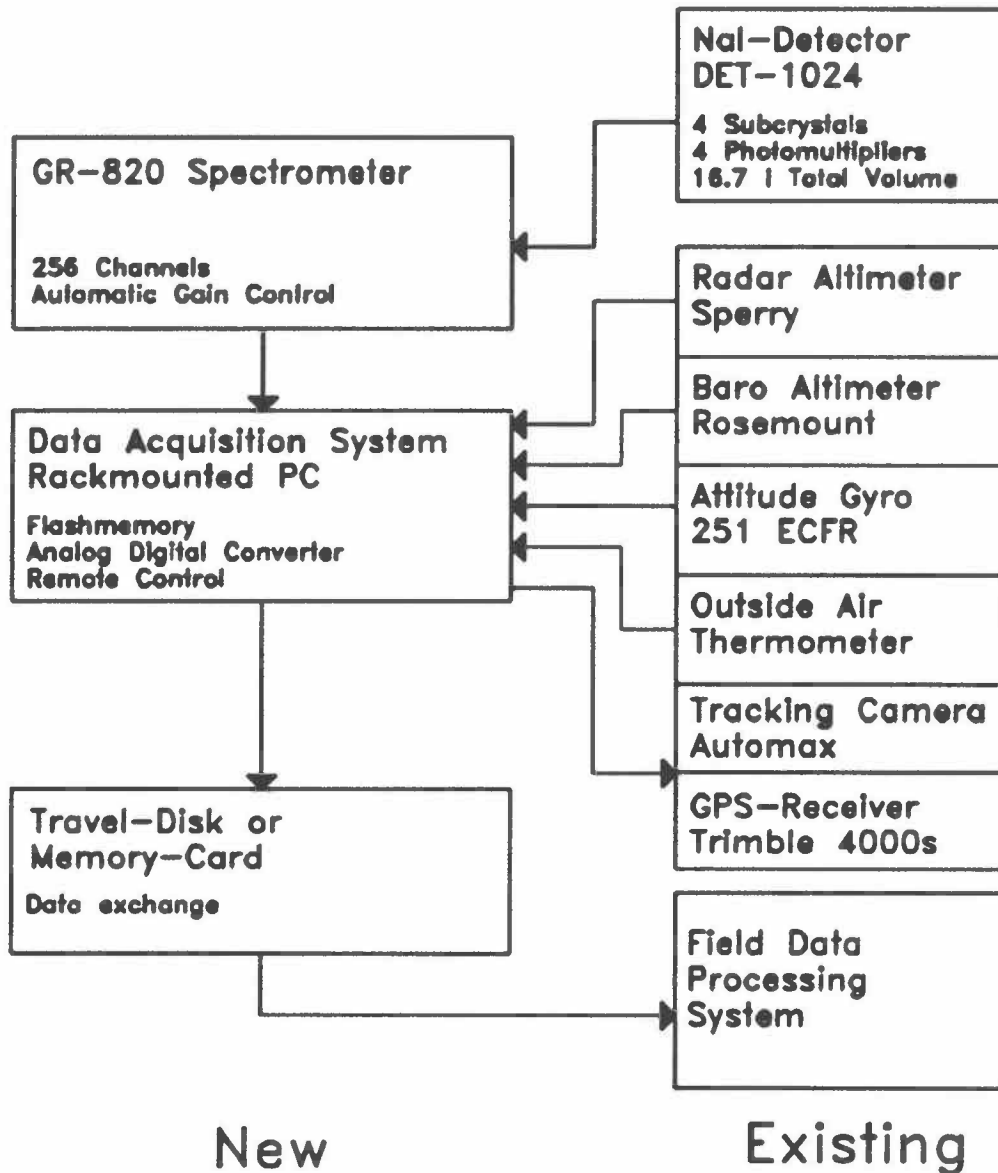 NaI-Detector
DET-1024
4 Subcrystals
4 Photomultipliers
16.7 l Total Volume
GR-820 Spectrometer
256 Channels
Automatic Gain Control
Radar Altimeter
Sperry
Baro Altimeter
Rosemount
Data Acquisition System
Rackmounted PC
Flashmemory
Analog Digital Converter
Remote Control
Attitude Gyro
251 ECFR
Outside Air
Thermometer
Tracking Camera
Automax
GPS-Receiver
Trimble 4000s
Travel-Disk or
Memory-Card
Data exchange
Field Data
Processing
System
New
Existing